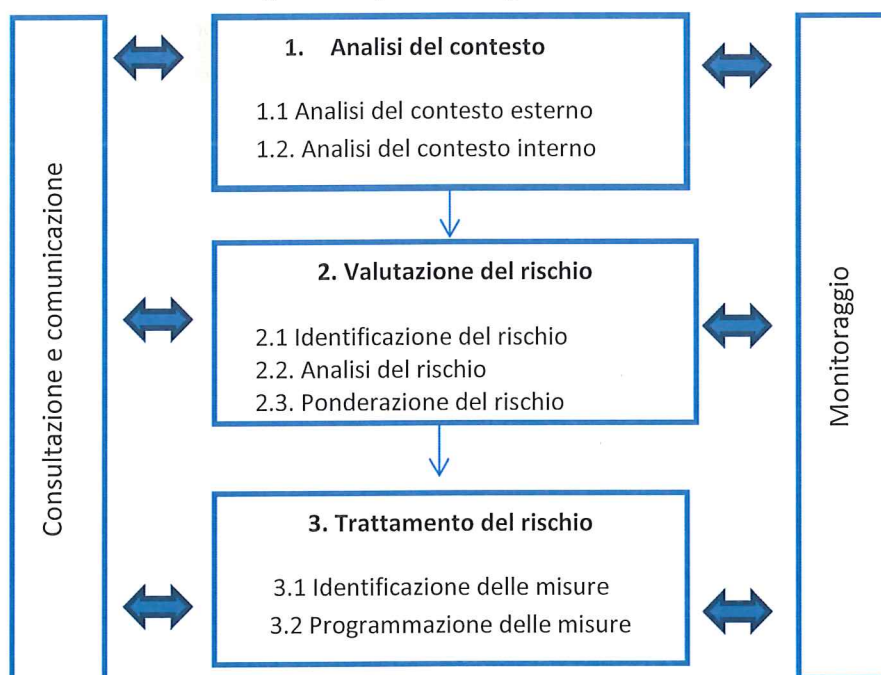 Consultazione e comunicazione
1. Analisi del contesto
1.1 Analisi del contesto esterno
1.2. Analisi del contesto interno
2. Valutazione del rischio
2.1 Identificazione del rischio
2.2. Analisi del rischio
2.3. Ponderazione del rischio
3. Trattamento del rischio
3.1 Identificazione delle misure
3.2 Programmazione delle misure
Monitoraggio